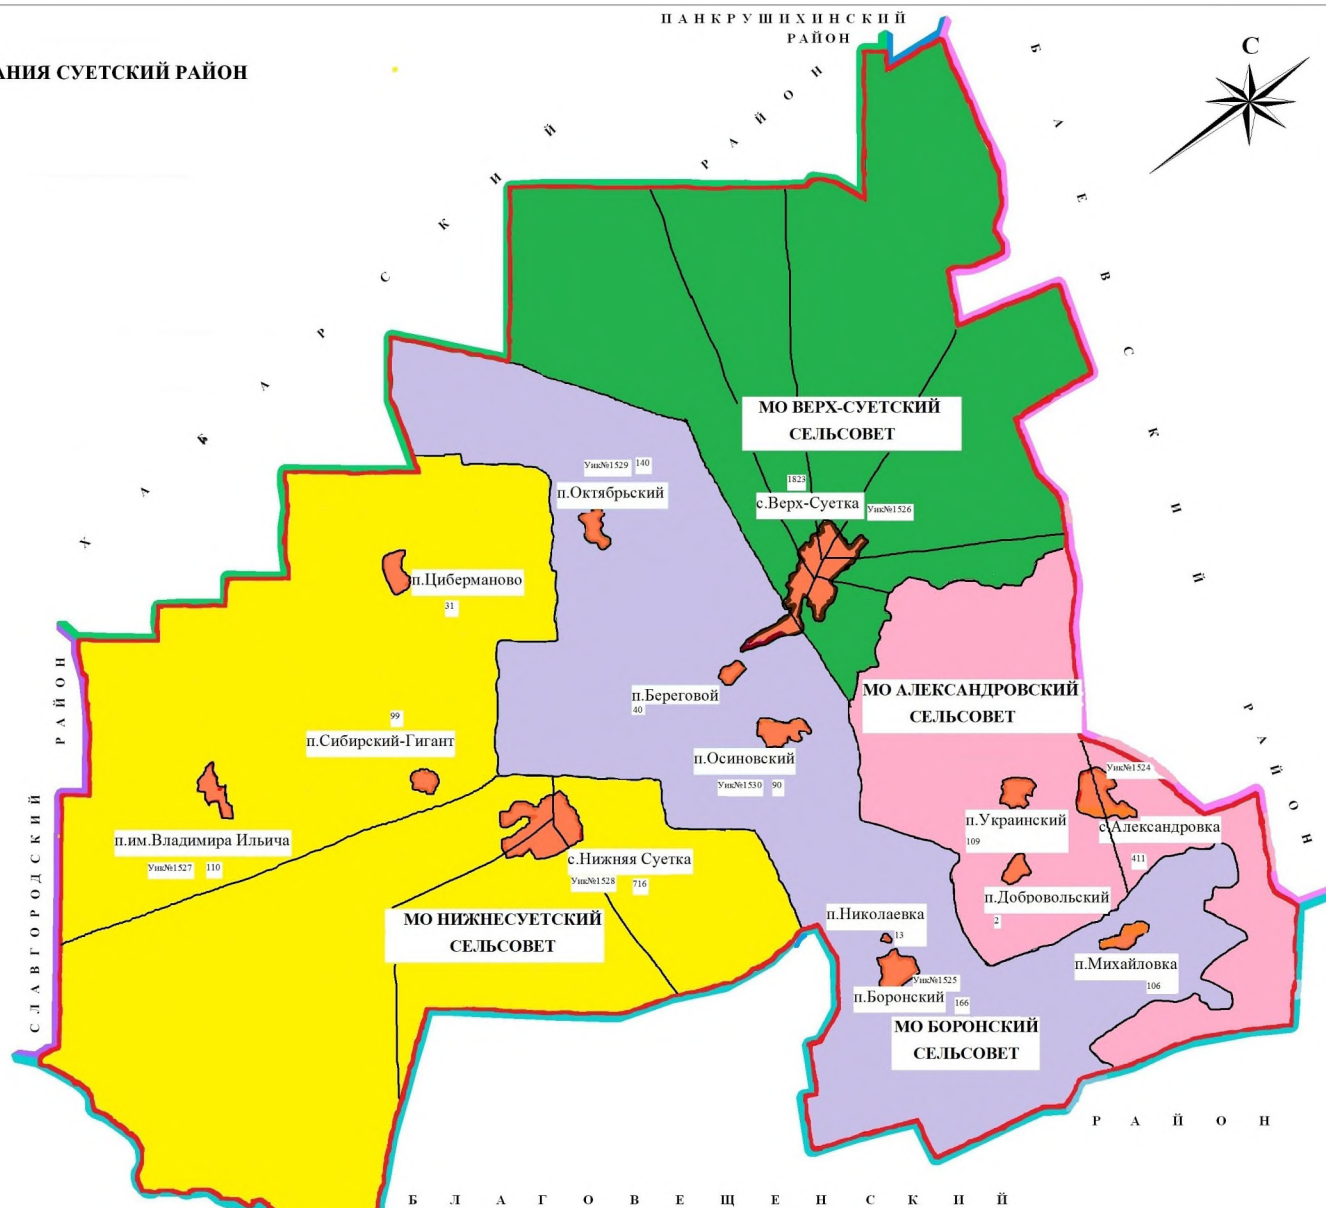 ПАНКРУШИХИНСКИЙ
РАЙОН
АНИЯ СУЕТСКИЙ РАЙОН
С
ХАБАРСКИЙ РАЙОН
БАЕВСКИЙ РАЙОН
МО ВЕРХ-СУЕТСКИЙ
СЕЛЬСОВЕТ
1823
с.Верх-Суетка
Уик№1526
Уик№1529 140
п.Октябрьский
п.Циберманово
31
п.Береговой
40
МО АЛЕКСАНДРОВСКИЙ
СЕЛЬСОВЕТ
99
п.Сибирский-Гигант
п.Осиновский
Уик№1530 90
Уик№1524
п.Украинский
109
с.Александровка
411
п.им.Владимира Ильича
Уик№1527 110
с.Нижняя Суетка
Уик№1528 716
п.Добровольский
2
МО НИЖНЕСУЕТСКИЙ
СЕЛЬСОВЕТ
п.Николаевка
13
п.Михайловка
106
Уик№1525
п.Боронский 166
МО БОРОНСКИЙ
СЕЛЬСОВЕТ
СЛАВГОРОДСКИЙ РАЙОН
БЛАГОВЕЩЕНСКИЙ
РАЙОН